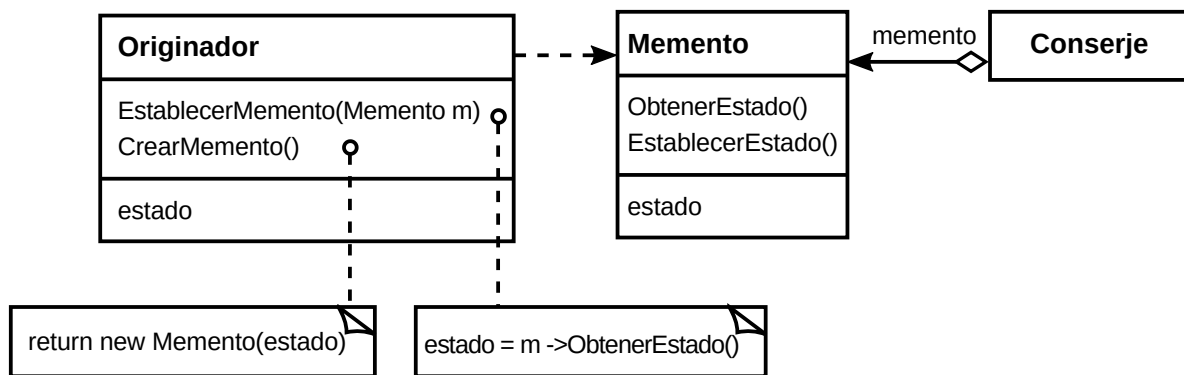 Originador
EstablecerMemento(Memento m)
CrearMemento()
estado
Memento
ObtenerEstado()
EstablecerEstado()
estado
memento
Conserje
return new Memento(estado)
estado = m ->ObtenerEstado()